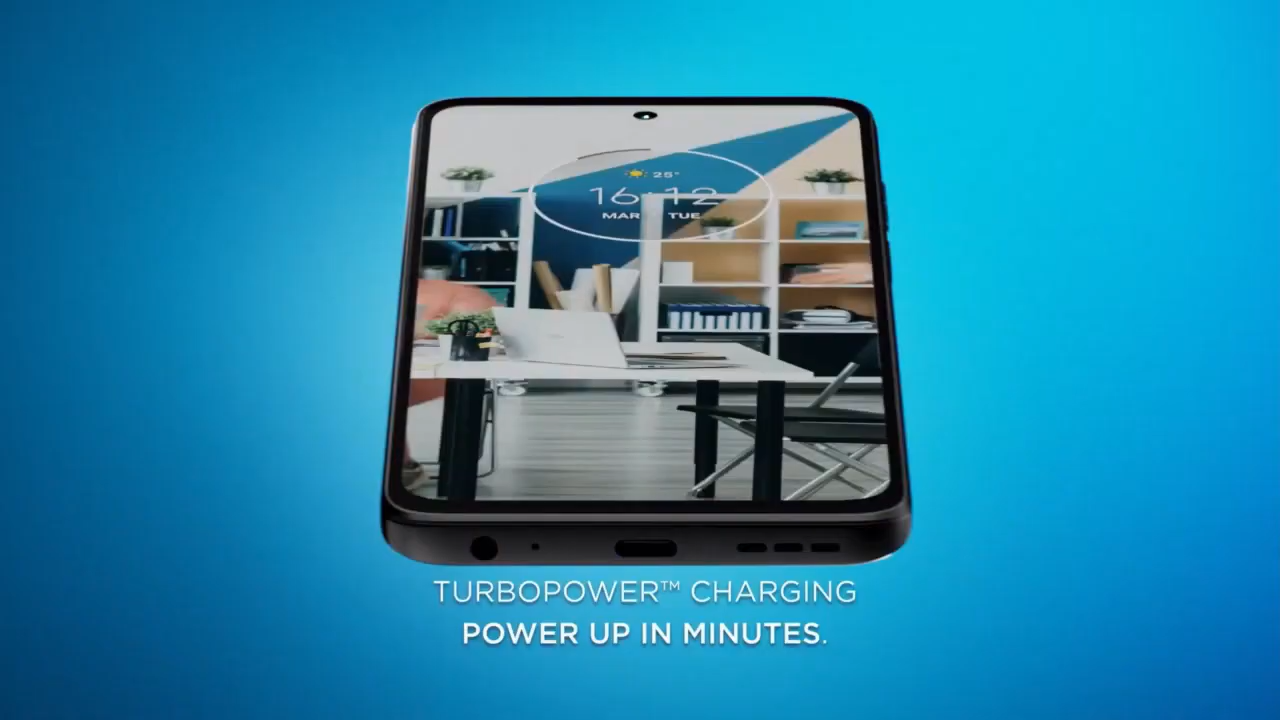 25°
16:12
MAR TUE
TURBOPOWER™ CHARGING
POWER UP IN MINUTES.